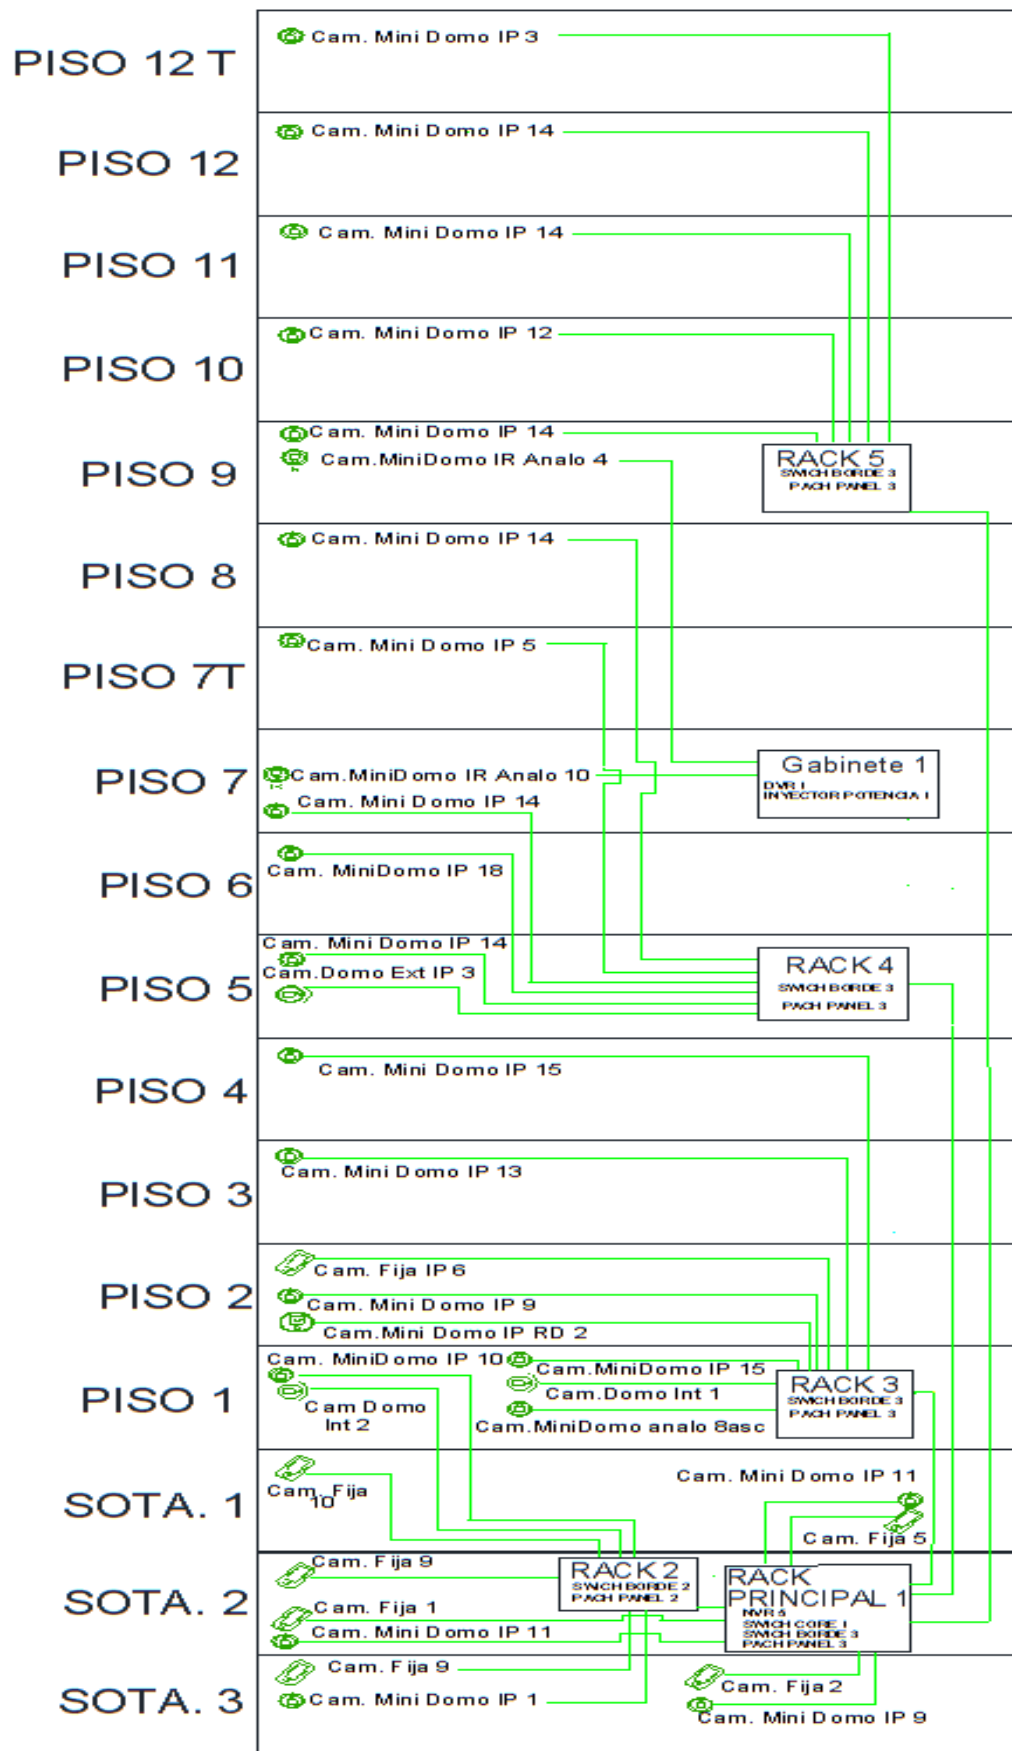 PISO 12 T
Cam. Mini Domo IP 3
PISO 12
Cam. Mini Domo IP 14
PISO 11
Cam. Mini Domo IP 14
PISO 10
Cam. Mini Domo IP 12
PISO 9
Cam. Mini Domo IP 14
Cam.MiniDomo IR Analo 4
RACK 5
SWICH BORDE 3
PACH PANEL 3
PISO 8
Cam. Mini Domo IP 14
PISO 7T
Cam. Mini Domo IP 5
PISO 7
Cam.MiniDomo IR Analo 10
Cam. Mini Domo IP 14
Gabinete 1
DVR 1
INYECTOR POTENCIA 1
PISO 6
Cam. MiniDomo IP 18
PISO 5
Cam. Mini Domo IP 14
Cam.Domo Ext IP 3
RACK 4
SWICH BORDE 3
PACH PANEL 3
PISO 4
Cam. Mini Domo IP 15
PISO 3
Cam. Mini Domo IP 13
PISO 2
Cam. Fija IP 6
Cam. Mini Domo IP 9
Cam.Mini Domo IP RD 2
PISO 1
Cam. MiniDomo IP 10
Cam Domo
Int 2
Cam.MiniDomo IP 15
Cam.Domo Int 1
Cam.MiniDomo analo 8asc
RACK 3
SWICH BORDE 3
PACH PANEL 3
SOTA. 1
Cam. Fija
10
Cam. Mini Domo IP 11
Cam. Fija 5
SOTA. 2
Cam. Fija 9
Cam. Fija 1
Cam. Mini Domo IP 11
RACK 2
SWICH BORDE 2
PACH PANEL 2
RACK
PRINCIPAL 1
NVR 5
SWICH CORE 1
SWICH BORDE 3
PACH PANEL 3
SOTA. 3
Cam. Fija 9
Cam. Mini Domo IP 1
Cam. Fija 2
Cam. Mini Domo IP 9